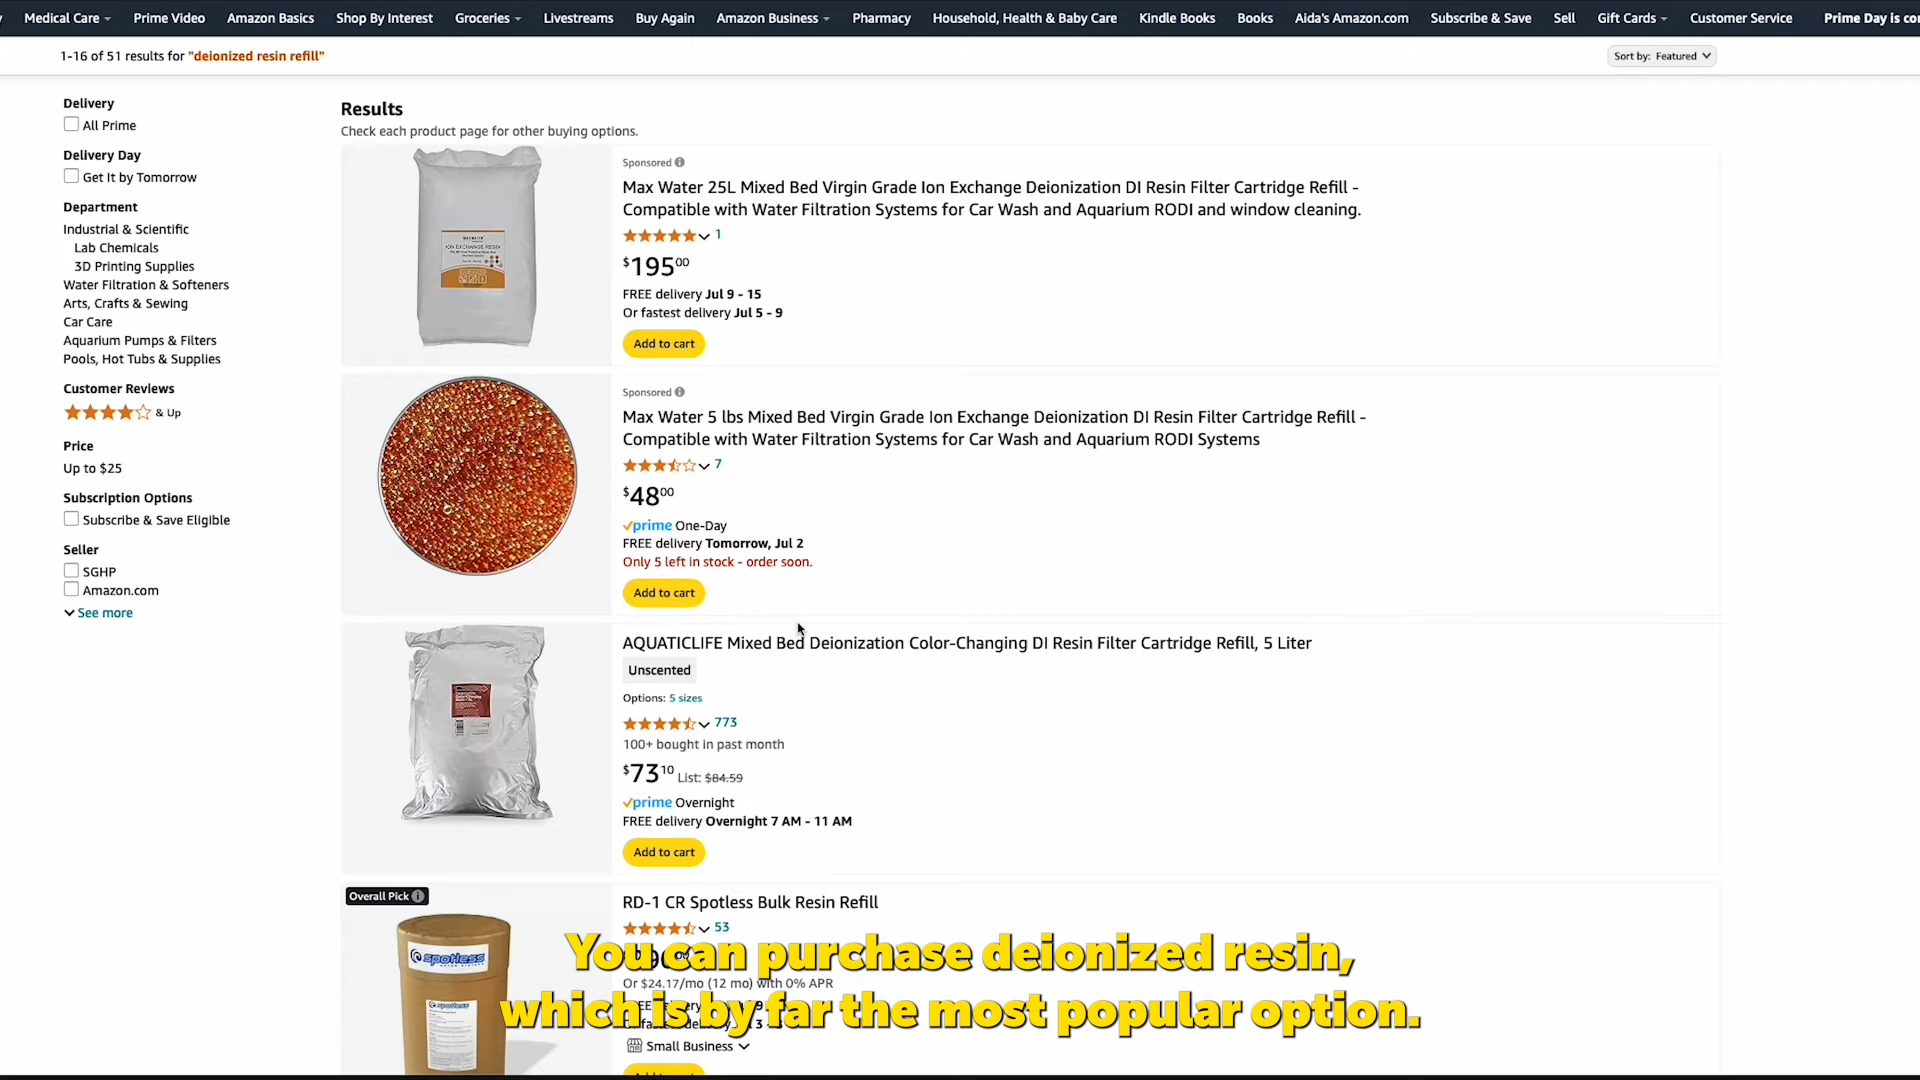 Medical Care
Prime Video
Amazon Basics
Shop By Interest
Groceries
Livestreams
Buy Again
Amazon Business
Pharmacy
Household, Health & Baby Care
Kindle Books
Books
Aida's Amazon.com
Subscribe & Save
Sell
Gift Cards
Customer Service
Prime Day is co
1-16 of 51 results for "deionized resin refill"
Sort by: Featured
Delivery
All Prime
Delivery Day
Get It by Tomorrow
Department
Industrial & Scientific
Lab Chemicals
3D Printing Supplies
Water Filtration & Softeners
Arts, Crafts & Sewing
Car Care
Aquarium Pumps & Filters
Pools, Hot Tubs & Supplies
Customer Reviews
& Up
Price
Up to $25
Subscription Options
Subscribe & Save Eligible
Seller
SGHP
Amazon.com
See more
Results
Check each product page for other buying options.
ION EXCHANGE RESIN
Sponsored
Max Water 25L Mixed Bed Virgin Grade Ion Exchange Deionization DI Resin Filter Cartridge Refill -
Compatible with Water Filtration Systems for Car Wash and Aquarium RODI and window cleaning.
1
$19500
FREE delivery Jul 9 - 15
Or fastest delivery Jul 5 - 9
Add to cart
Sponsored
Max Water 5 lbs Mixed Bed Virgin Grade Ion Exchange Deionization DI Resin Filter Cartridge Refill -
Compatible with Water Filtration Systems for Car Wash and Aquarium RODI Systems
7
$4800
prime One-Day
FREE delivery Tomorrow, Jul 2
Only 5 left in stock - order soon.
Add to cart
AQUATICLIFE Mixed Bed Deionization Color-Changing DI Resin Filter Cartridge Refill, 5 Liter
Unscented
Options: 5 sizes
773
100+ bought in past month
$7310 List: $84.59
prime Overnight
FREE delivery Overnight 7 AM - 11 AM
Add to cart
Overall Pick
spotless
spotless
RD-1 CR Spotless Bulk Resin Refill
53
Or $24.17/mo (12 mo) with 0% APR
Small Business
You can purchase deionized resin,
which is by far the most popular option.